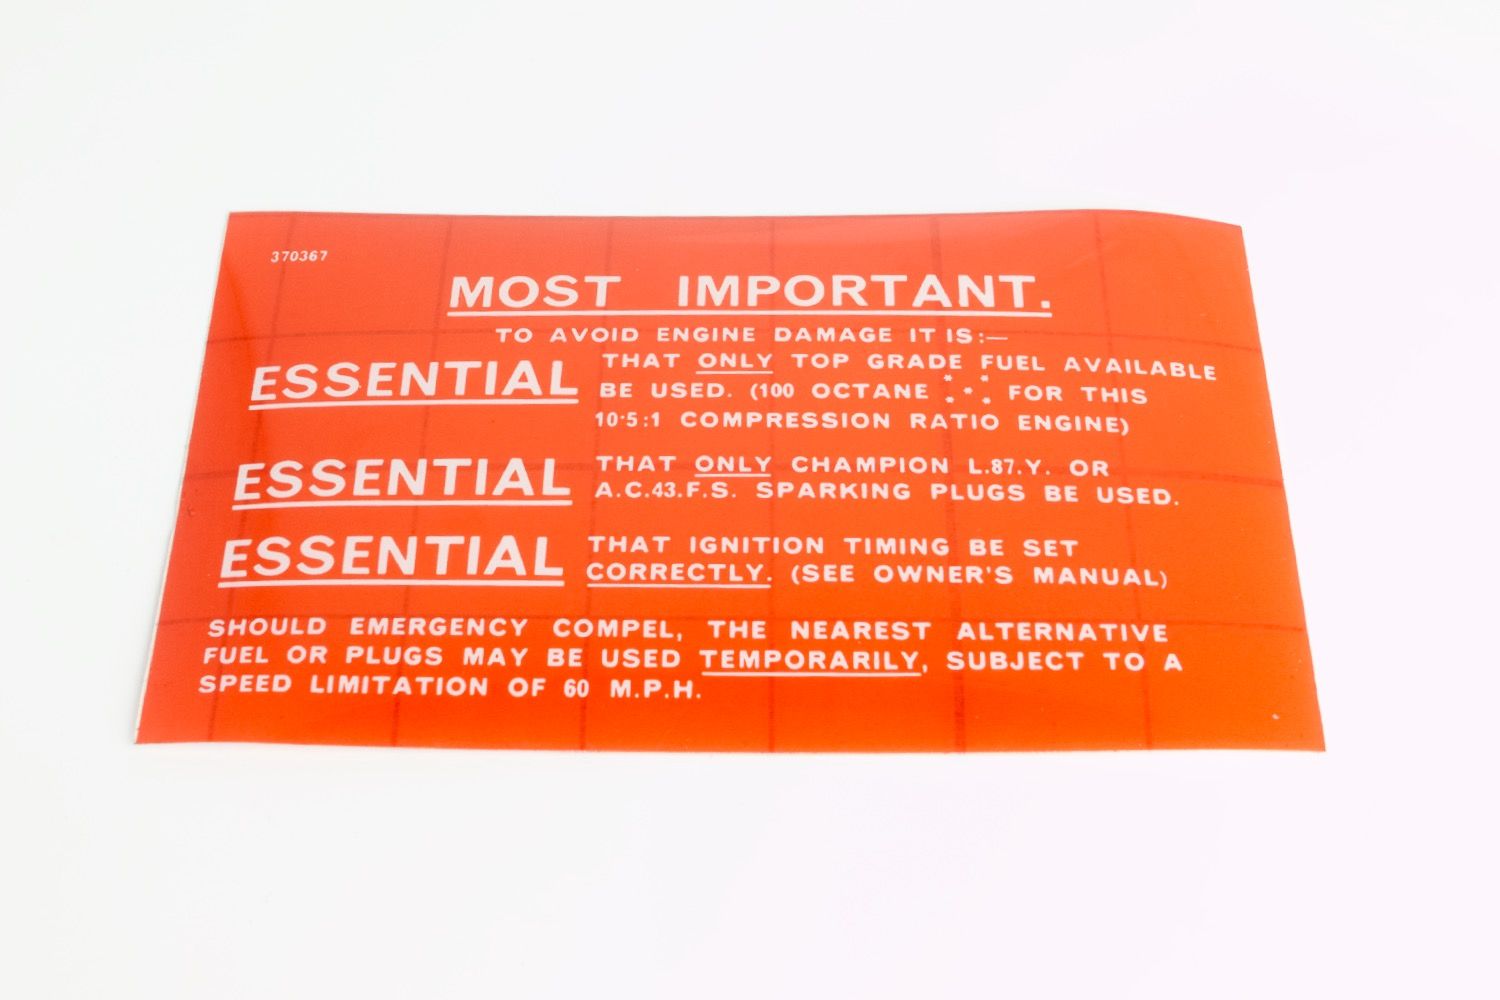 370367
MOST IMPORTANT.
TO AVOID ENGINE DAMAGE IT IS:—
ESSENTIAL THAT ONLY TOP GRADE FUEL AVAILABLE
BE USED. (100 OCTANE ⁙ FOR THIS
10·5:1 COMPRESSION RATIO ENGINE)
ESSENTIAL THAT ONLY CHAMPION L.87.Y. OR
A.C.43.F.S. SPARKING PLUGS BE USED.
ESSENTIAL THAT IGNITION TIMING BE SET
CORRECTLY. (SEE OWNER'S MANUAL)
SHOULD EMERGENCY COMPEL, THE NEAREST ALTERNATIVE
FUEL OR PLUGS MAY BE USED TEMPORARILY, SUBJECT TO A
SPEED LIMITATION OF 60 M.P.H.